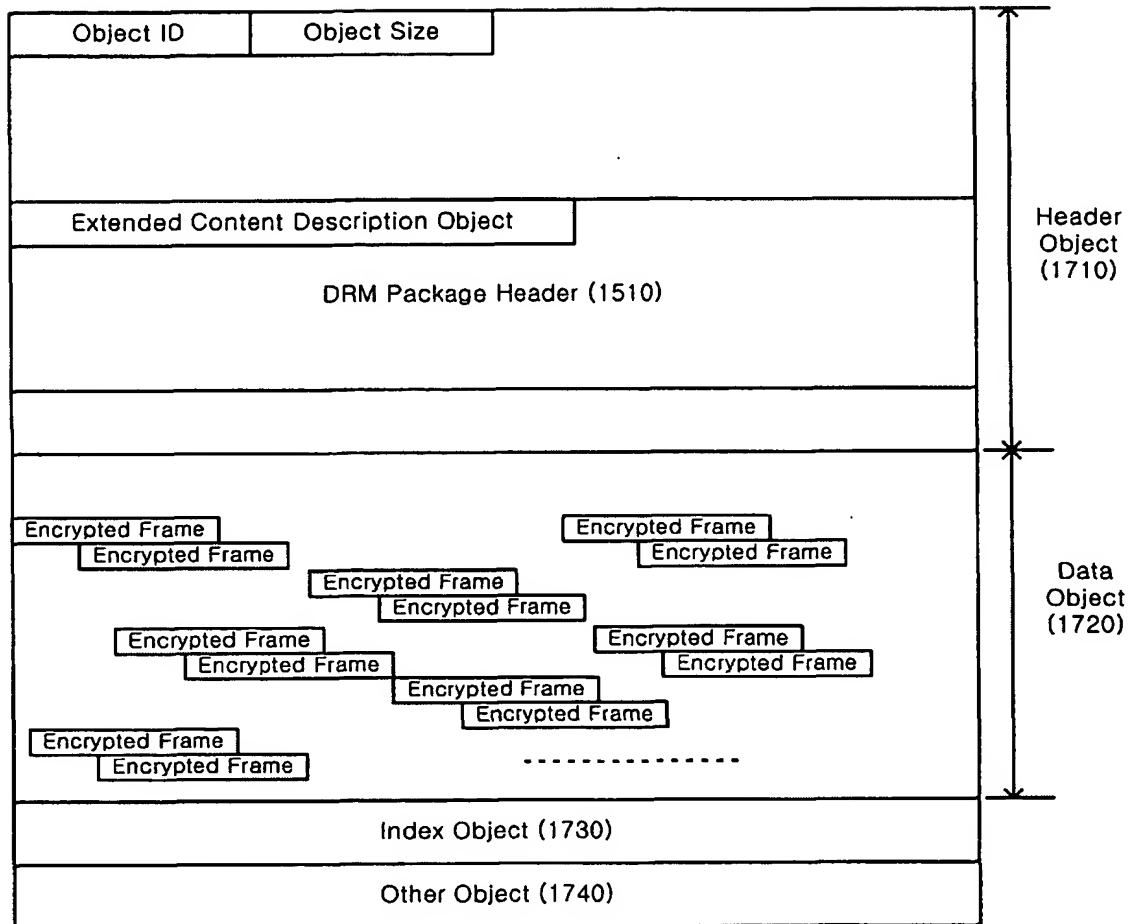 Object ID
Object Size
Extended Content Description Object
DRM Package Header (1510)
Header
Object
(1710)
Encrypted Frame
Encrypted Frame
Encrypted Frame
Encrypted Frame
Encrypted Frame
Encrypted Frame
Encrypted Frame
Encrypted Frame
Encrypted Frame
Encrypted Frame
Encrypted Frame
Encrypted Frame
Encrypted Frame
Encrypted Frame
Data
Object
(1720)
Index Object (1730)
Other Object (1740)